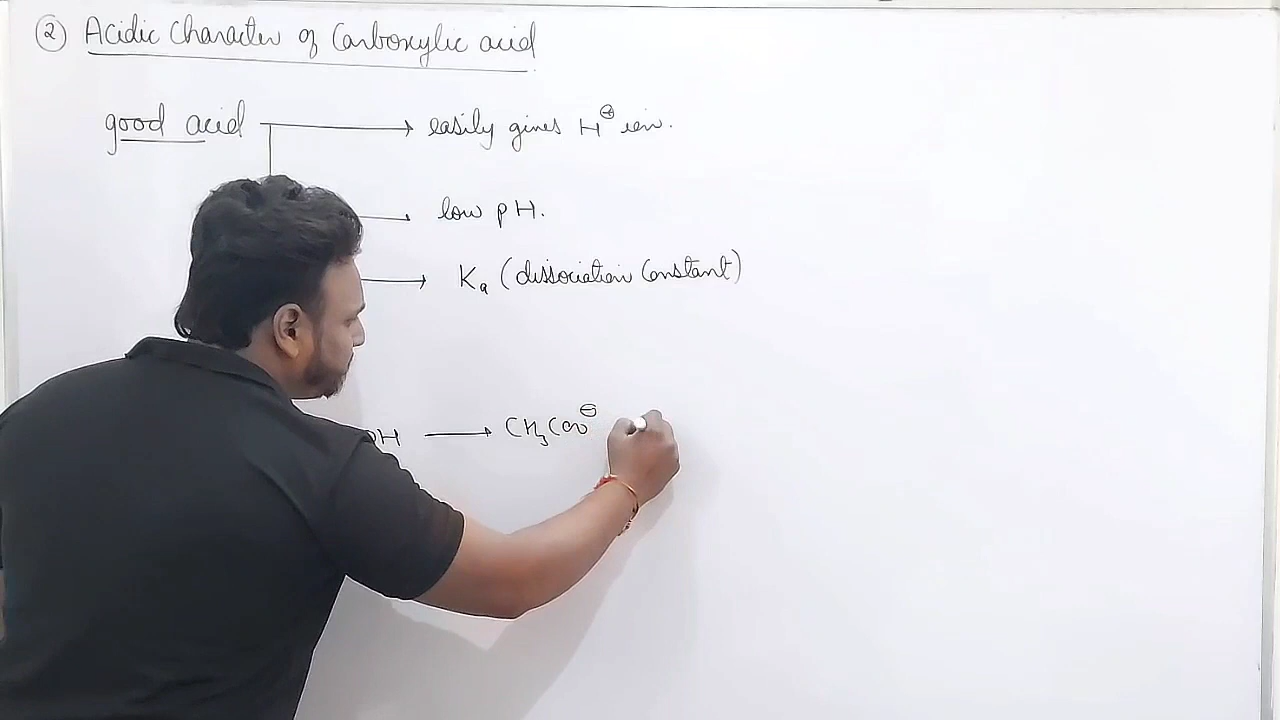 ② Acidic Character of Carboxylic acid
good acid → easily gives H⊕ ion.
→ low pH.
→ Ka (dissociation Constant)
OH → CH3COO⊖